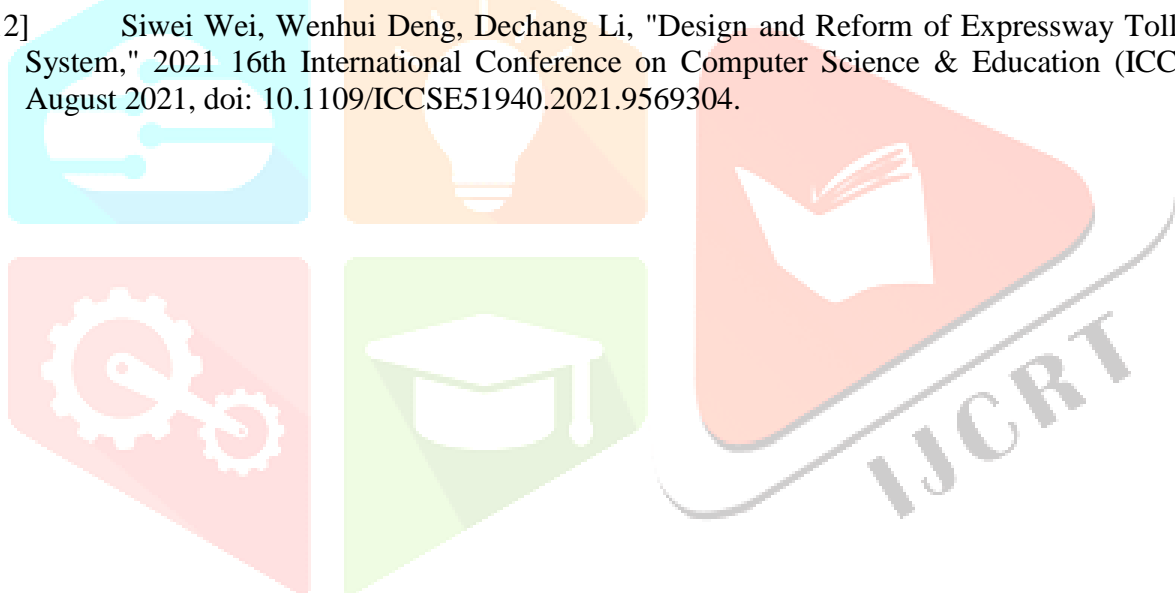 2] Siwei Wei, Wenhui Deng, Dechang Li, "Design and Reform of Expressway Toll
System," 2021 16th International Conference on Computer Science & Education (ICC
August 2021, doi: 10.1109/ICCSE51940.2021.9569304.
IJCRT